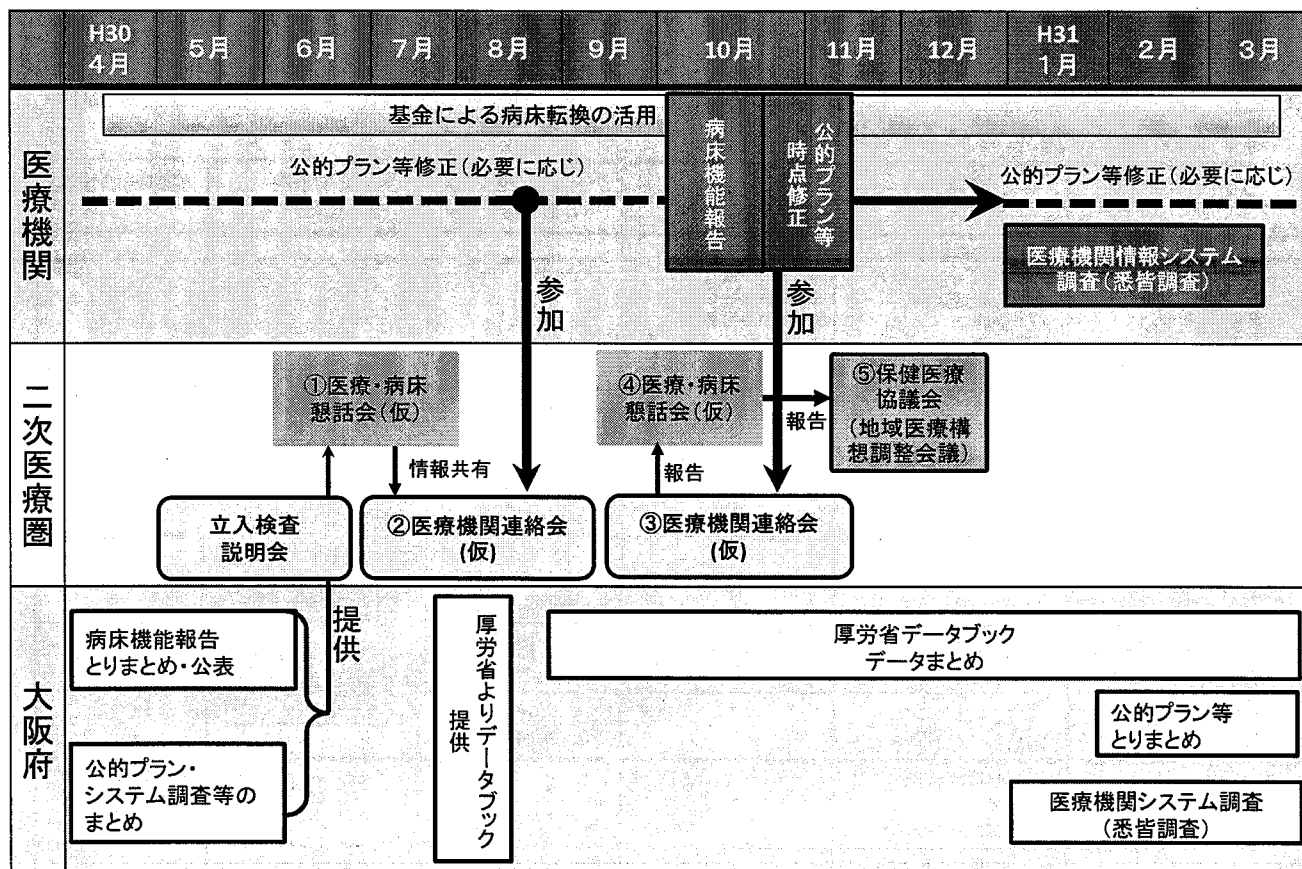 H30
4月
5月
6月
7月
8月
9月
10月
11月
12月
H31
1月
2月
3月
医療機関
基金による病床転換の活用
公的プラン等修正(必要に応じ)
病床機能報告
公的プラン等
時点修正
公的プラン等修正(必要に応じ)
医療機関情報システム
調査(悉皆調査)
参加
参加
二次医療圏
①医療・病床
懇話会(仮)
④医療・病床
懇話会(仮)
⑤保健医療
協議会
(地域医療構
想調整会議)
報告
情報共有
報告
立入検査
説明会
②医療機関連絡会
(仮)
③医療機関連絡会
(仮)
大阪府
病床機能報告
とりまとめ・公表
提供
公的プラン・
システム調査等の
まとめ
厚労省よりデータブック
提供
厚労省データブック
データまとめ
公的プラン等
とりまとめ
医療機関システム調査
(悉皆調査)